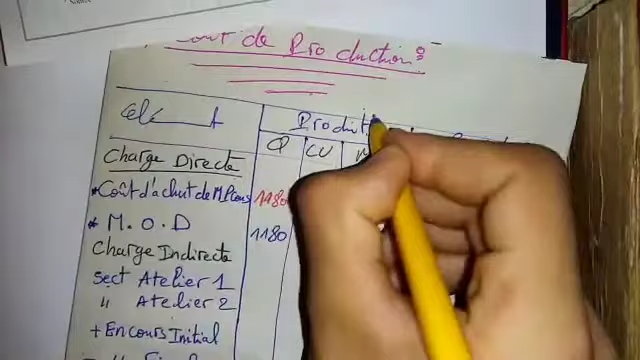 Coût de Production:
Produit
Q CU
Charge Directe
* Coût d'achat de MP Cons 1180
* M.O.D 1180
Charge Indirecte
sect Atelier 1
" Atelier 2
+ En cours Initial